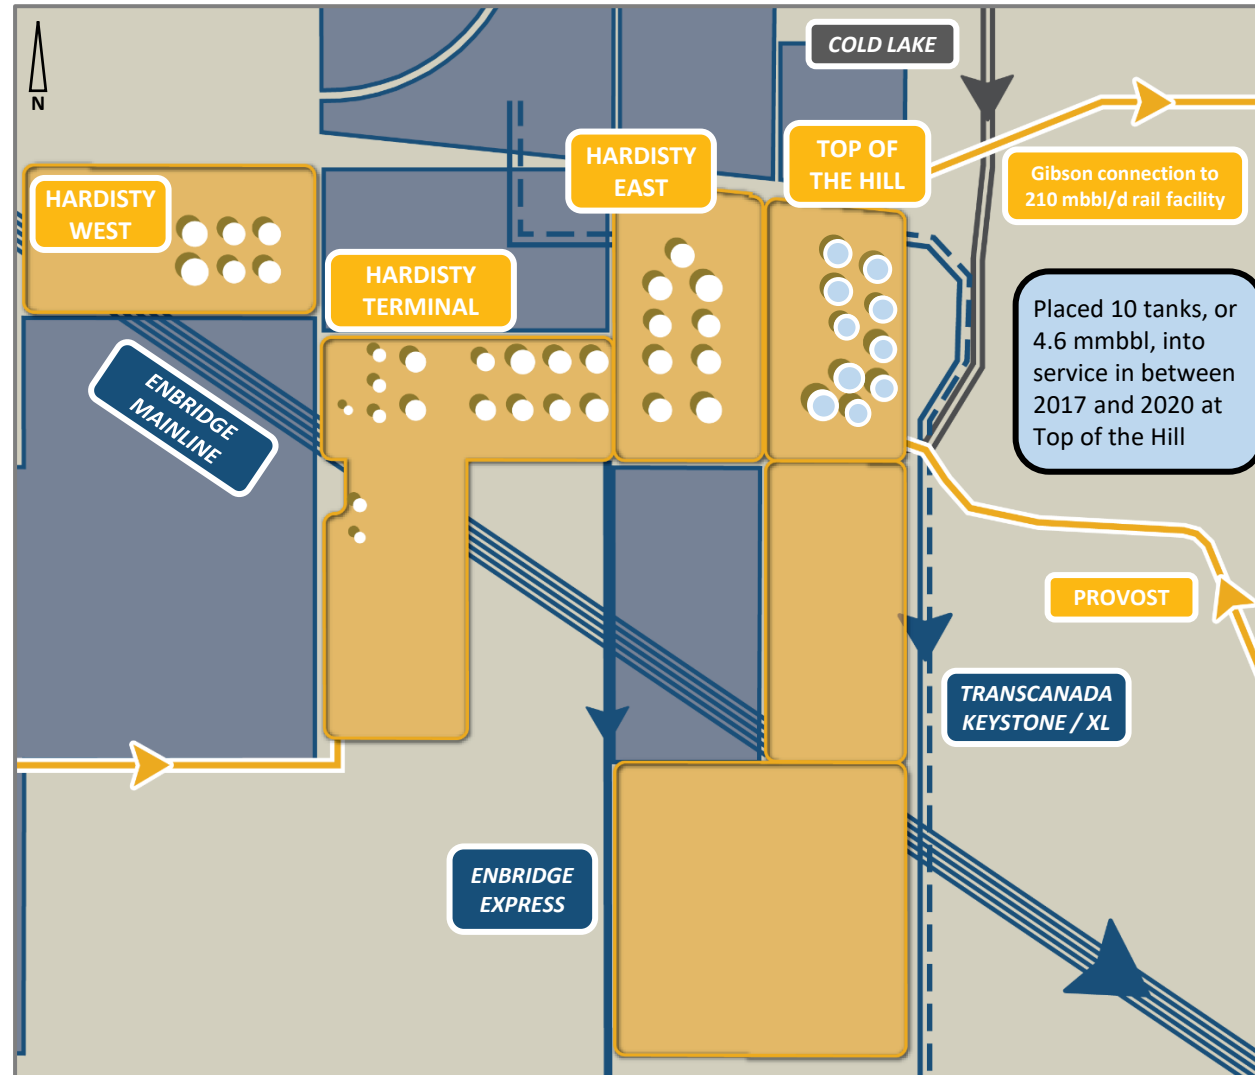 COLD LAKE
N
HARDISTY
EAST
TOP OF
THE HILL
Gibson connection to
210 mbbl/d rail facility
HARDISTY
WEST
HARDISTY
TERMINAL
Placed 10 tanks, or
4.6 mmbbl, into
service in between
2017 and 2020 at
Top of the Hill
ENBRIDGE
MAINLINE
PROVOST
TRANSCANADA
KEYSTONE / XL
ENBRIDGE
EXPRESS